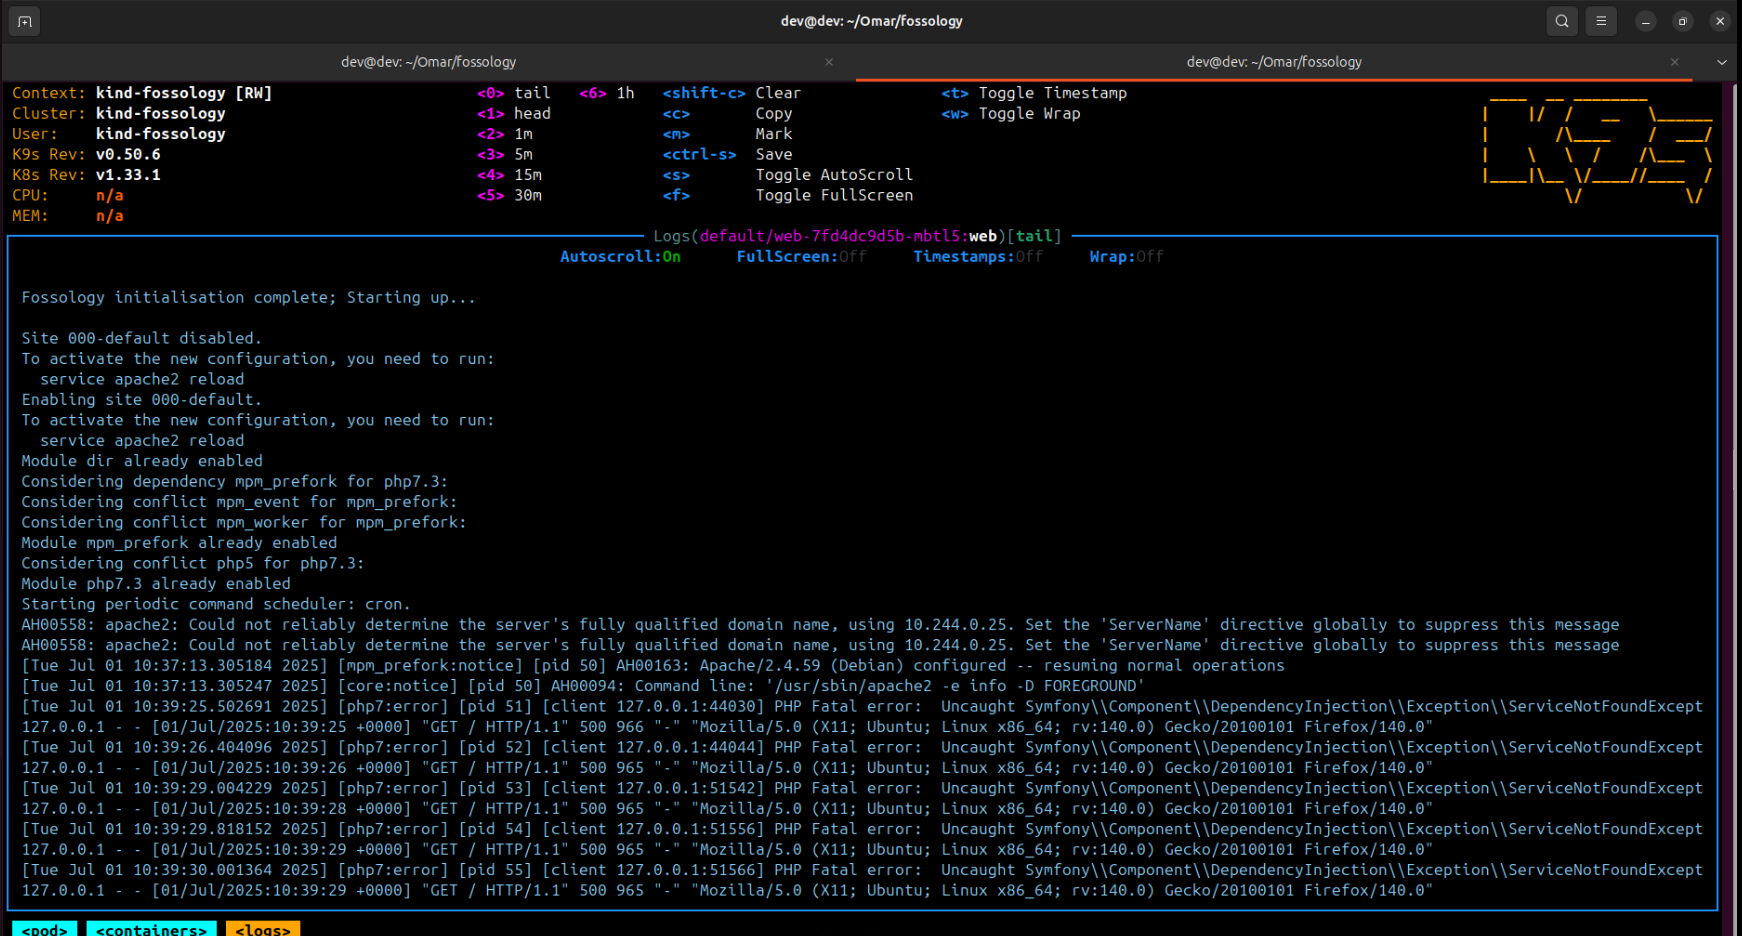 dev@dev: ~/Omar/fossology
dev@dev: ~/Omar/fossology
dev@dev: ~/Omar/fossology
Context: kind-fossology [RW] <0> tail <6> 1h <shift-c> Clear <t> Toggle Timestamp
Cluster: kind-fossology <1> head <c> Copy <w> Toggle Wrap
User: kind-fossology <2> 1m <m> Mark
K9s Rev: v0.50.6 <3> 5m <ctrl-s> Save
K8s Rev: v1.33.1 <4> 15m <s> Toggle AutoScroll
CPU: n/a <5> 30m <f> Toggle FullScreen
MEM: n/a
Logs(default/web-7fd4dc9d5b-mbtl5:web)[tail]
Autoscroll:On FullScreen:Off Timestamps:Off Wrap:Off
Fossology initialisation complete; Starting up...
Site 000-default disabled.
To activate the new configuration, you need to run:
service apache2 reload
Enabling site 000-default.
To activate the new configuration, you need to run:
service apache2 reload
Module dir already enabled
Considering dependency mpm_prefork for php7.3:
Considering conflict mpm_event for mpm_prefork:
Considering conflict mpm_worker for mpm_prefork:
Module mpm_prefork already enabled
Considering conflict php5 for php7.3:
Module php7.3 already enabled
Starting periodic command scheduler: cron.
AH00558: apache2: Could not reliably determine the server's fully qualified domain name, using 10.244.0.25. Set the 'ServerName' directive globally to suppress this message
AH00558: apache2: Could not reliably determine the server's fully qualified domain name, using 10.244.0.25. Set the 'ServerName' directive globally to suppress this message
[Tue Jul 01 10:37:13.305184 2025] [mpm_prefork:notice] [pid 50] AH00163: Apache/2.4.59 (Debian) configured -- resuming normal operations
[Tue Jul 01 10:37:13.305247 2025] [core:notice] [pid 50] AH00094: Command line: '/usr/sbin/apache2 -e info -D FOREGROUND'
[Tue Jul 01 10:39:25.502691 2025] [php7:error] [pid 51] [client 127.0.0.1:44030] PHP Fatal error:  Uncaught Symfony\\Component\\DependencyInjection\\Exception\\ServiceNotFoundExcept
127.0.0.1 - - [01/Jul/2025:10:39:25 +0000] "GET / HTTP/1.1" 500 966 "-" "Mozilla/5.0 (X11; Ubuntu; Linux x86_64; rv:140.0) Gecko/20100101 Firefox/140.0"
[Tue Jul 01 10:39:26.404096 2025] [php7:error] [pid 52] [client 127.0.0.1:44044] PHP Fatal error:  Uncaught Symfony\\Component\\DependencyInjection\\Exception\\ServiceNotFoundExcept
127.0.0.1 - - [01/Jul/2025:10:39:26 +0000] "GET / HTTP/1.1" 500 965 "-" "Mozilla/5.0 (X11; Ubuntu; Linux x86_64; rv:140.0) Gecko/20100101 Firefox/140.0"
[Tue Jul 01 10:39:29.004229 2025] [php7:error] [pid 53] [client 127.0.0.1:51542] PHP Fatal error:  Uncaught Symfony\\Component\\DependencyInjection\\Exception\\ServiceNotFoundExcept
127.0.0.1 - - [01/Jul/2025:10:39:28 +0000] "GET / HTTP/1.1" 500 965 "-" "Mozilla/5.0 (X11; Ubuntu; Linux x86_64; rv:140.0) Gecko/20100101 Firefox/140.0"
[Tue Jul 01 10:39:29.818152 2025] [php7:error] [pid 54] [client 127.0.0.1:51556] PHP Fatal error:  Uncaught Symfony\\Component\\DependencyInjection\\Exception\\ServiceNotFoundExcept
127.0.0.1 - - [01/Jul/2025:10:39:29 +0000] "GET / HTTP/1.1" 500 965 "-" "Mozilla/5.0 (X11; Ubuntu; Linux x86_64; rv:140.0) Gecko/20100101 Firefox/140.0"
[Tue Jul 01 10:39:30.001364 2025] [php7:error] [pid 55] [client 127.0.0.1:51566] PHP Fatal error:  Uncaught Symfony\\Component\\DependencyInjection\\Exception\\ServiceNotFoundExcept
127.0.0.1 - - [01/Jul/2025:10:39:29 +0000] "GET / HTTP/1.1" 500 965 "-" "Mozilla/5.0 (X11; Ubuntu; Linux x86_64; rv:140.0) Gecko/20100101 Firefox/140.0"
<pod> <containers> <logs>